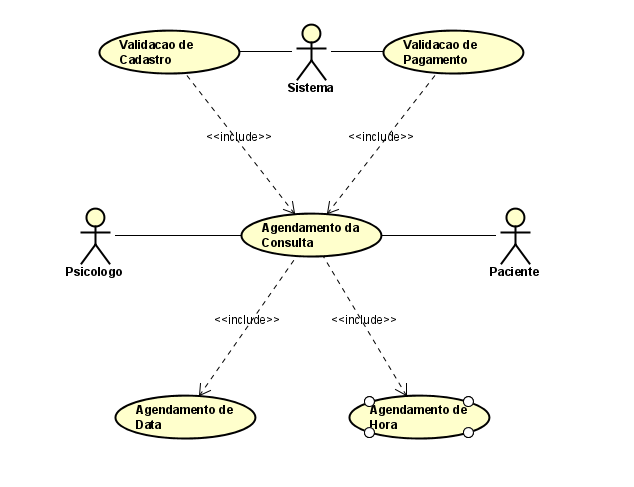 Validacao de
Cadastro
Validacao de
Pagamento
Sistema
<<include>>
<<include>>
Agendamento da
Consulta
Psicologo
Paciente
<<include>>
<<include>>
Agendamento de
Data
Agendamento de
Hora